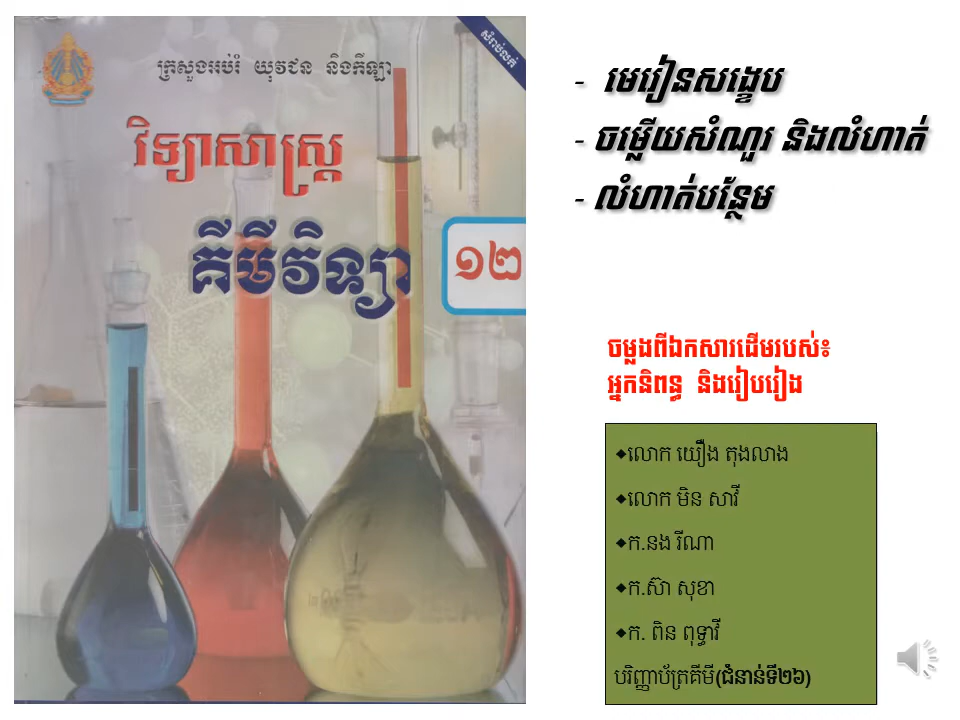 ក្រសួងអប់រំ យុវជន និងកីឡា
សំរាប់លក់
វិទ្យាសាស្ត្រ
គីមីវិទ្យា
១២
- មេរៀនសង្ខេប
- ចម្លើយសំណួរ និងលំហាត់
- លំហាត់បន្ថែម
ចម្លងពីឯកសារដើមរបស់៖
អ្នកនិពន្ធ និងរៀបរៀង
◆លោក យឿង តុងលាង
◆លោក មិន សាវី
◆ក.នង រីណា
◆ក.ស៊ា សុខា
◆ក. ពិន ពុទ្ធាវី
បរិញ្ញាប័ត្រគីមី(ជំនាន់ទី២៦)